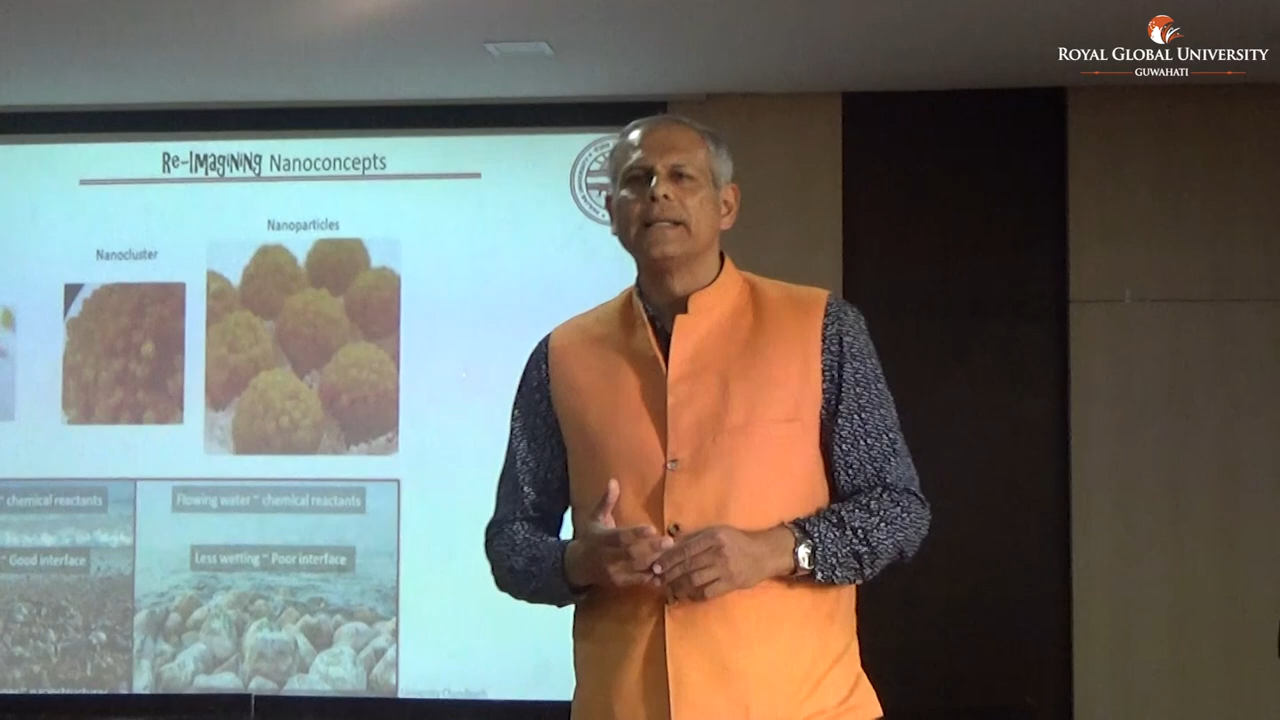 ROYAL GLOBAL UNIVERSITY
GUWAHATI
Re-Imagining Nanoconcepts
Nanoparticles
Nanocluster
~ chemical reactants
Flowing water ~ chemical reactants
~ Good interface
Less wetting ~ Poor interface